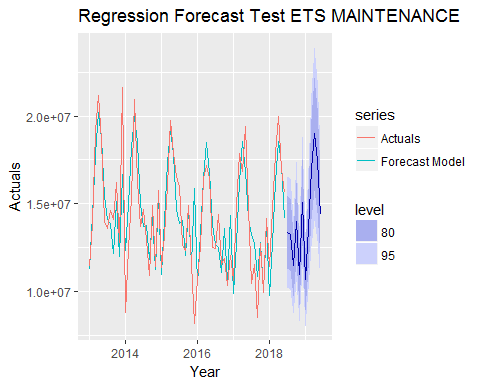 Regression Forecast Test ETS MAINTENANCE
2.0e+07
1.5e+07
1.0e+07
Actuals
2014
2016
2018
Year
series
Actuals
Forecast Model
level
80
95